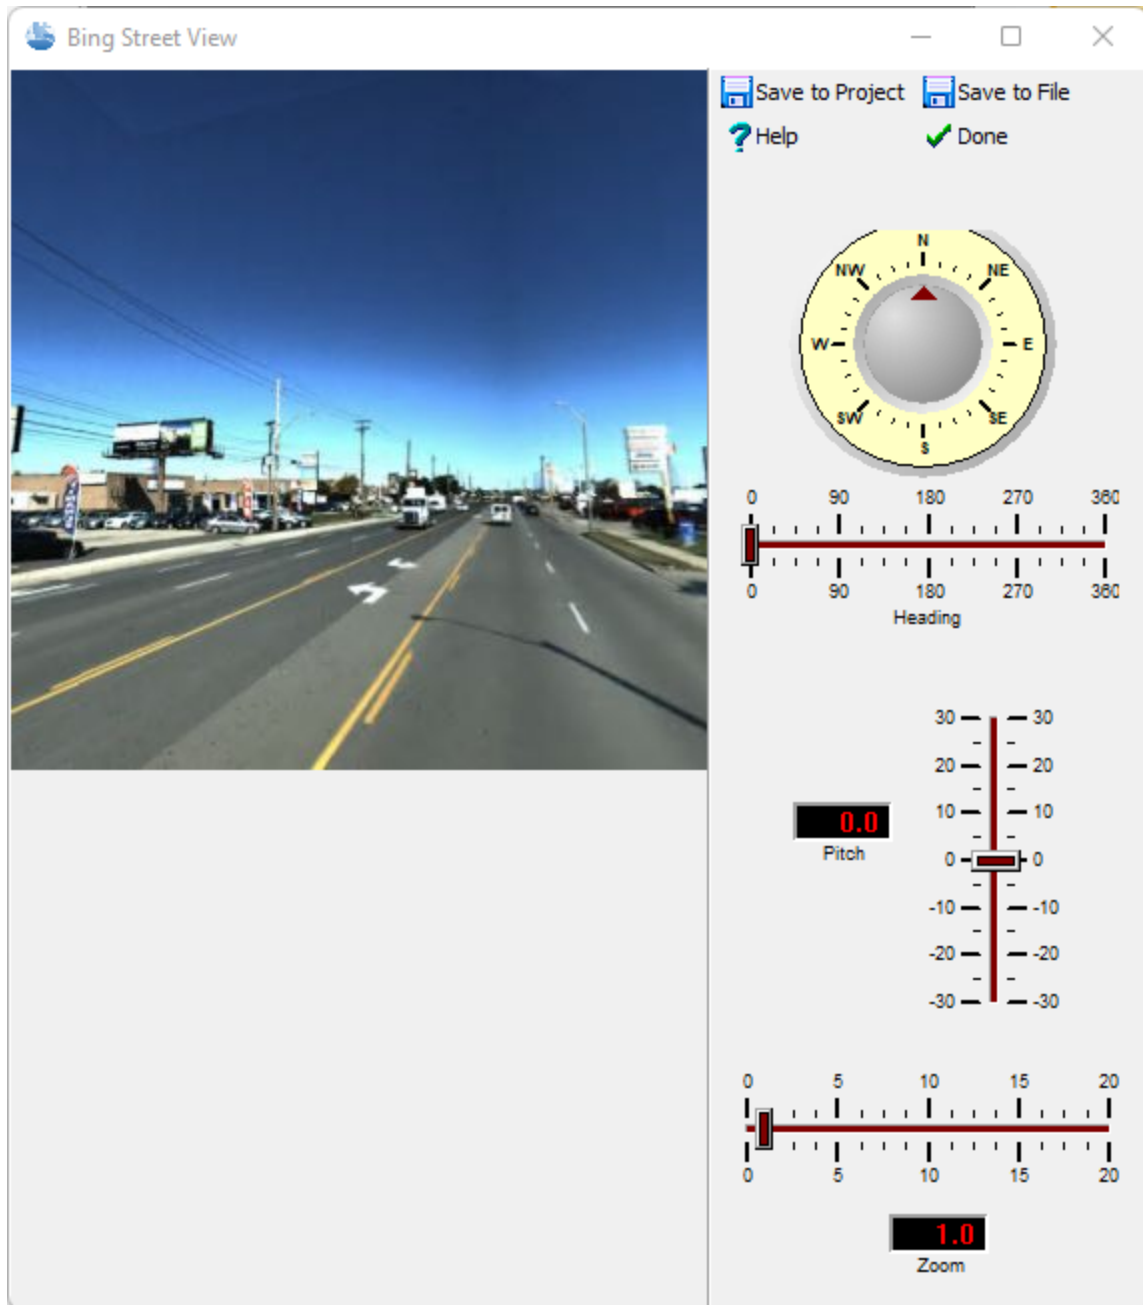 Bing Street View
Save to Project Save to File
Help Done
N
NW NE
W E
SW SE
S
0 90 180 270 360
0 90 180 270 360
Heading
30 30
20 20
10 10
0.0
Pitch
0 0
-10 -10
-20 -20
-30 -30
0 5 10 15 20
0 5 10 15 20
1.0
Zoom